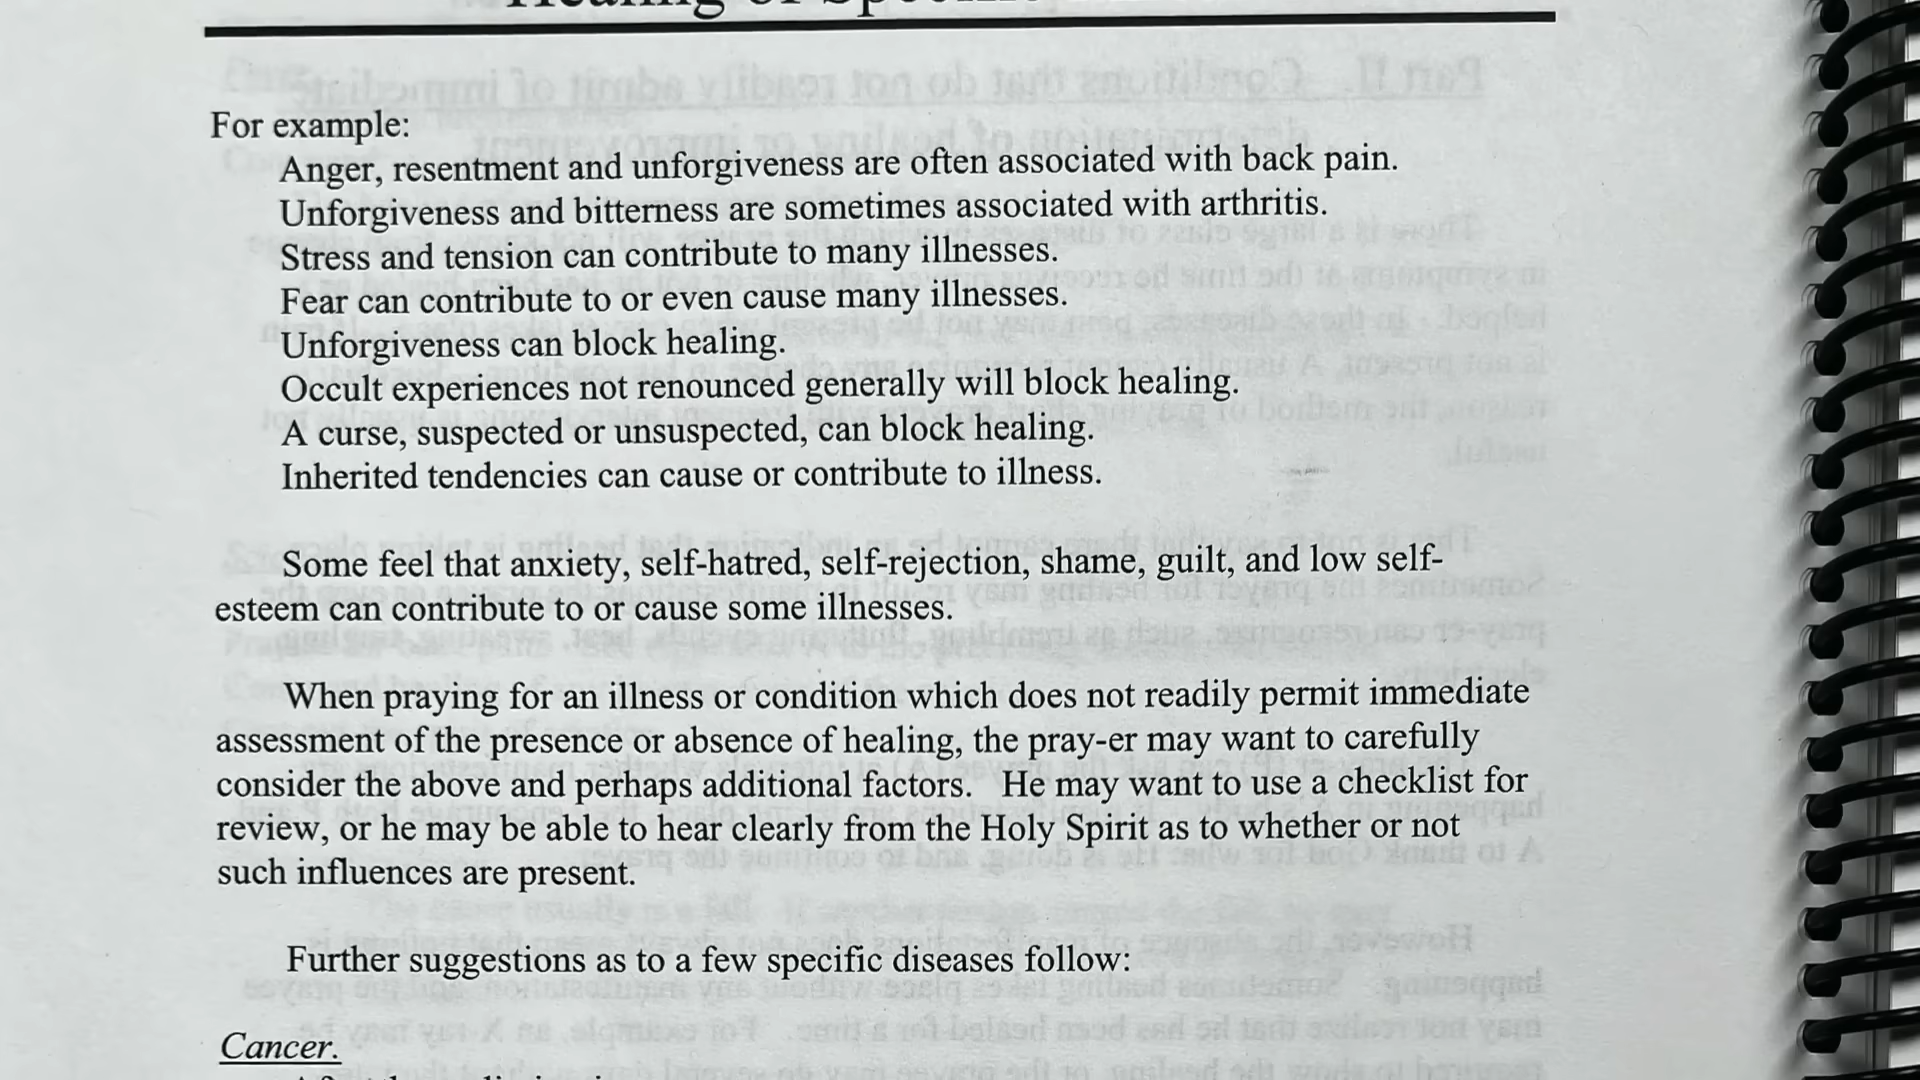 Healing of
For example:
Anger, resentment and unforgiveness are often associated with back pain.
Unforgiveness and bitterness are sometimes associated with arthritis.
Stress and tension can contribute to many illnesses.
Fear can contribute to or even cause many illnesses.
Unforgiveness can block healing.
Occult experiences not renounced generally will block healing.
A curse, suspected or unsuspected, can block healing.
Inherited tendencies can cause or contribute to illness.
Some feel that anxiety, self-hatred, self-rejection, shame, guilt, and low self-
esteem can contribute to or cause some illnesses.
When praying for an illness or condition which does not readily permit immediate
assessment of the presence or absence of healing, the pray-er may want to carefully
consider the above and perhaps additional factors. He may want to use a checklist for
review, or he may be able to hear clearly from the Holy Spirit as to whether or not
such influences are present.
Further suggestions as to a few specific diseases follow:
Cancer.